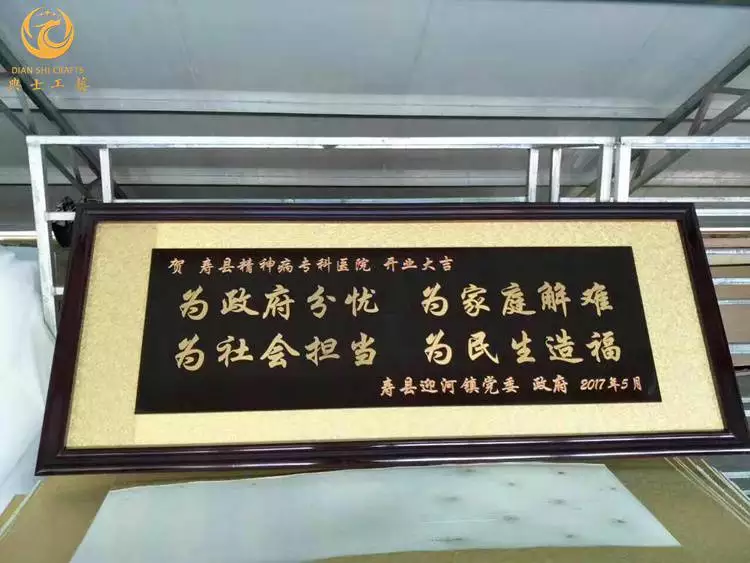 DIAN SHI CRAFTS
典士工艺
贺 寿县精神病专科医院 开业大吉
为政府分忧 为家庭解难
为社会担当 为民生造福
寿县迎河镇党委 政府 2017年5月